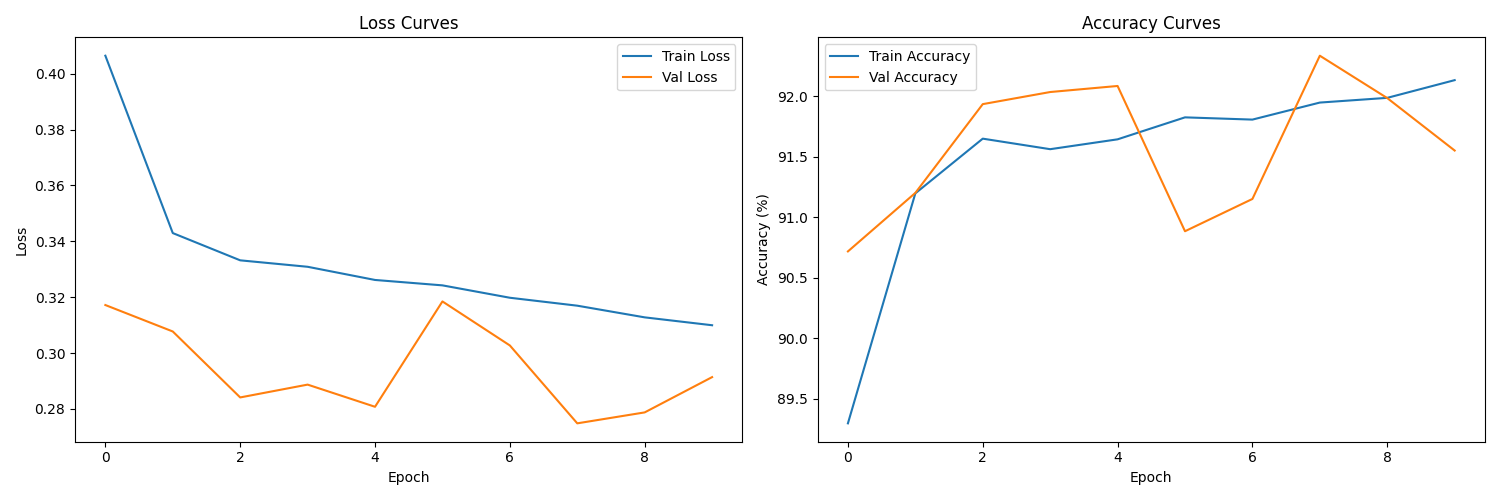 Loss Curves
Train Loss
Val Loss
0.40
0.38
0.36
0.34
0.32
0.30
0.28
Loss
0
2
4
6
8
Epoch
Accuracy Curves
Train Accuracy
Val Accuracy
92.0
91.5
91.0
90.5
90.0
89.5
Accuracy (%)
0
2
4
6
8
Epoch